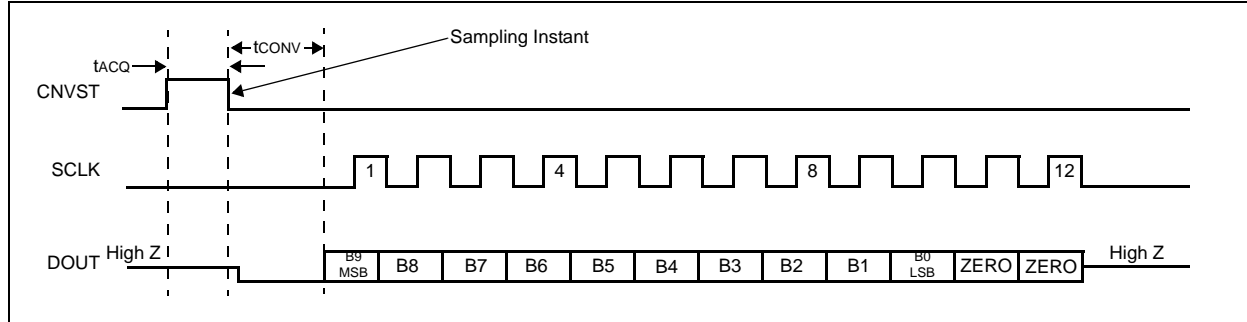 Sampling Instant
tCONV
tACQ
CNVST
SCLK
1
4
8
12
DOUT
High Z
B9
MSB
B8
B7
B6
B5
B4
B3
B2
B1
B0
LSB
ZERO
ZERO
High Z